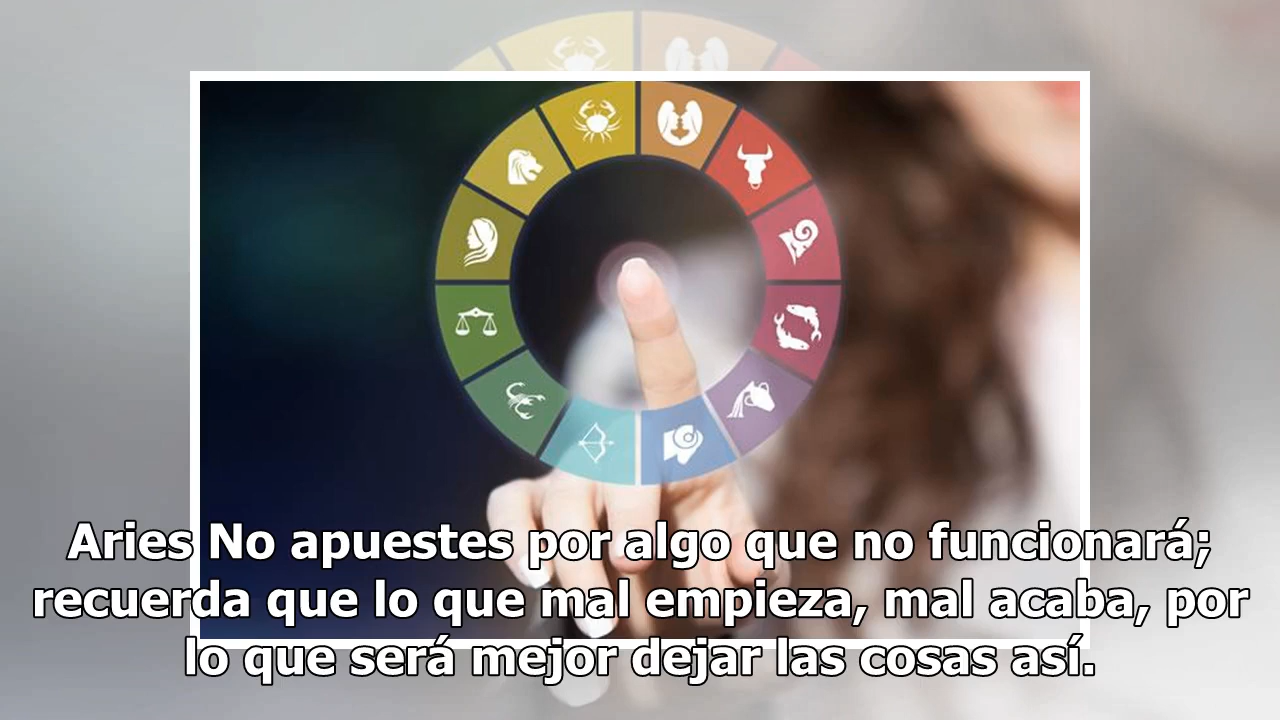 Aries No apuestes por algo que no funcionará;
recuerda que lo que mal empieza, mal acaba, por
lo que será mejor dejar las cosas así.